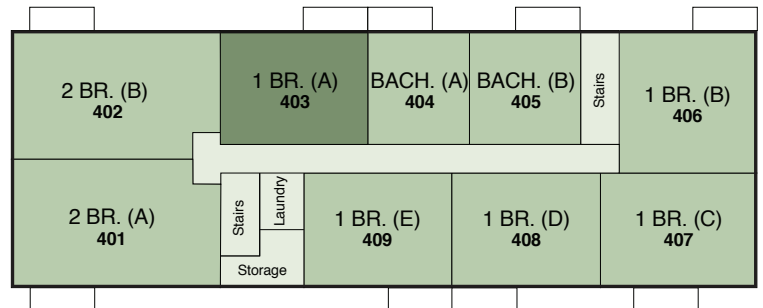 2 BR. (B)
402
1 BR. (A)
403
BACH. (A)
404
BACH. (B)
405
Stairs
1 BR. (B)
406
2 BR. (A)
401
Stairs
Laundry
Storage
1 BR. (E)
409
1 BR. (D)
408
1 BR. (C)
407